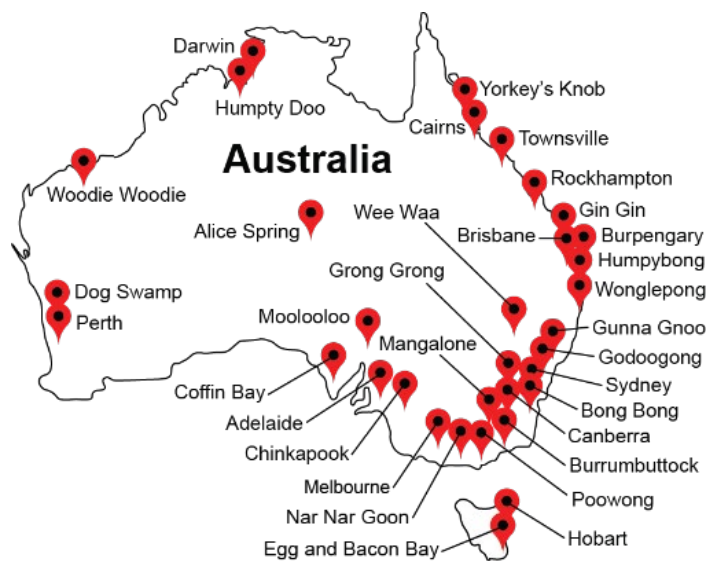 Darwin
Humpty Doo
Yorkey's Knob
Cairns
Townsville
Australia
Woodie Woodie
Rockhampton
Wee Waa
Gin Gin
Alice Spring
Brisbane
Burpengary
Grong Grong
Humpybong
Dog Swamp
Wonglepong
Moolooloo
Perth
Mangalone
Gunna Gnoo
Godoogong
Coffin Bay
Sydney
Adelaide
Bong Bong
Chinkapook
Canberra
Melbourne
Burrumbuttock
Nar Nar Goon
Poowong
Egg and Bacon Bay
Hobart